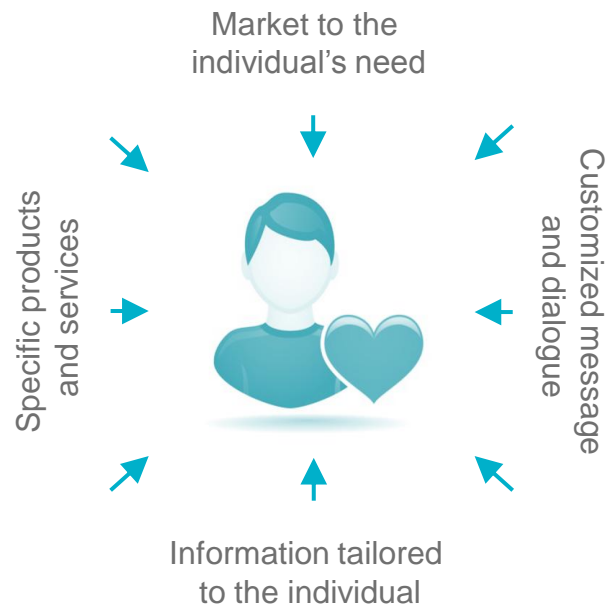 Market to the
individual's need
Specific products
and services
Customized message
and dialogue
Information tailored
to the individual